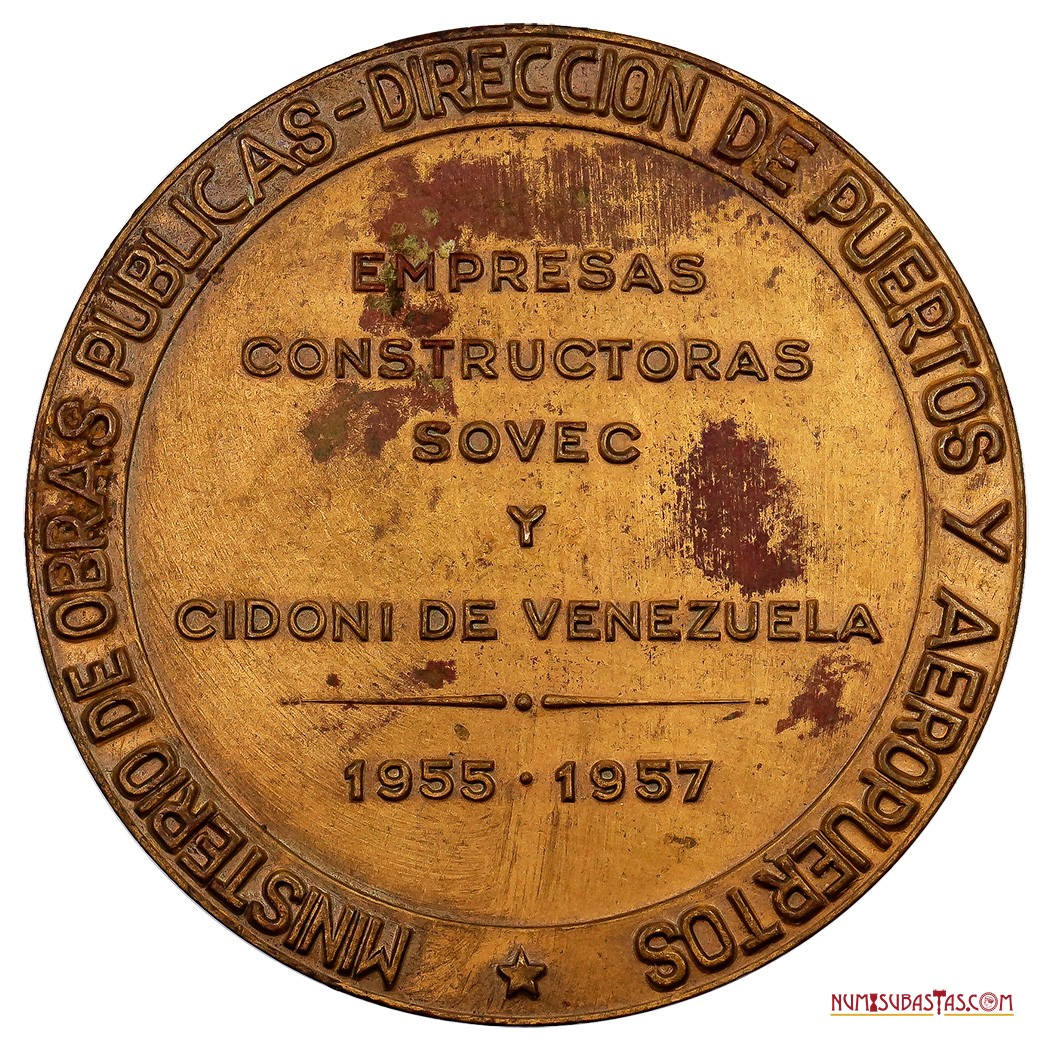 MINISTERIO DE OBRAS PUBLICAS - DIRECCION DE PUERTOS Y AEROPUERTOS
EMPRESAS
CONSTRUCTORAS
SOVEC
Y
CIDONI DE VENEZUELA
1955 · 1957
NUMISUBASTAS.COM